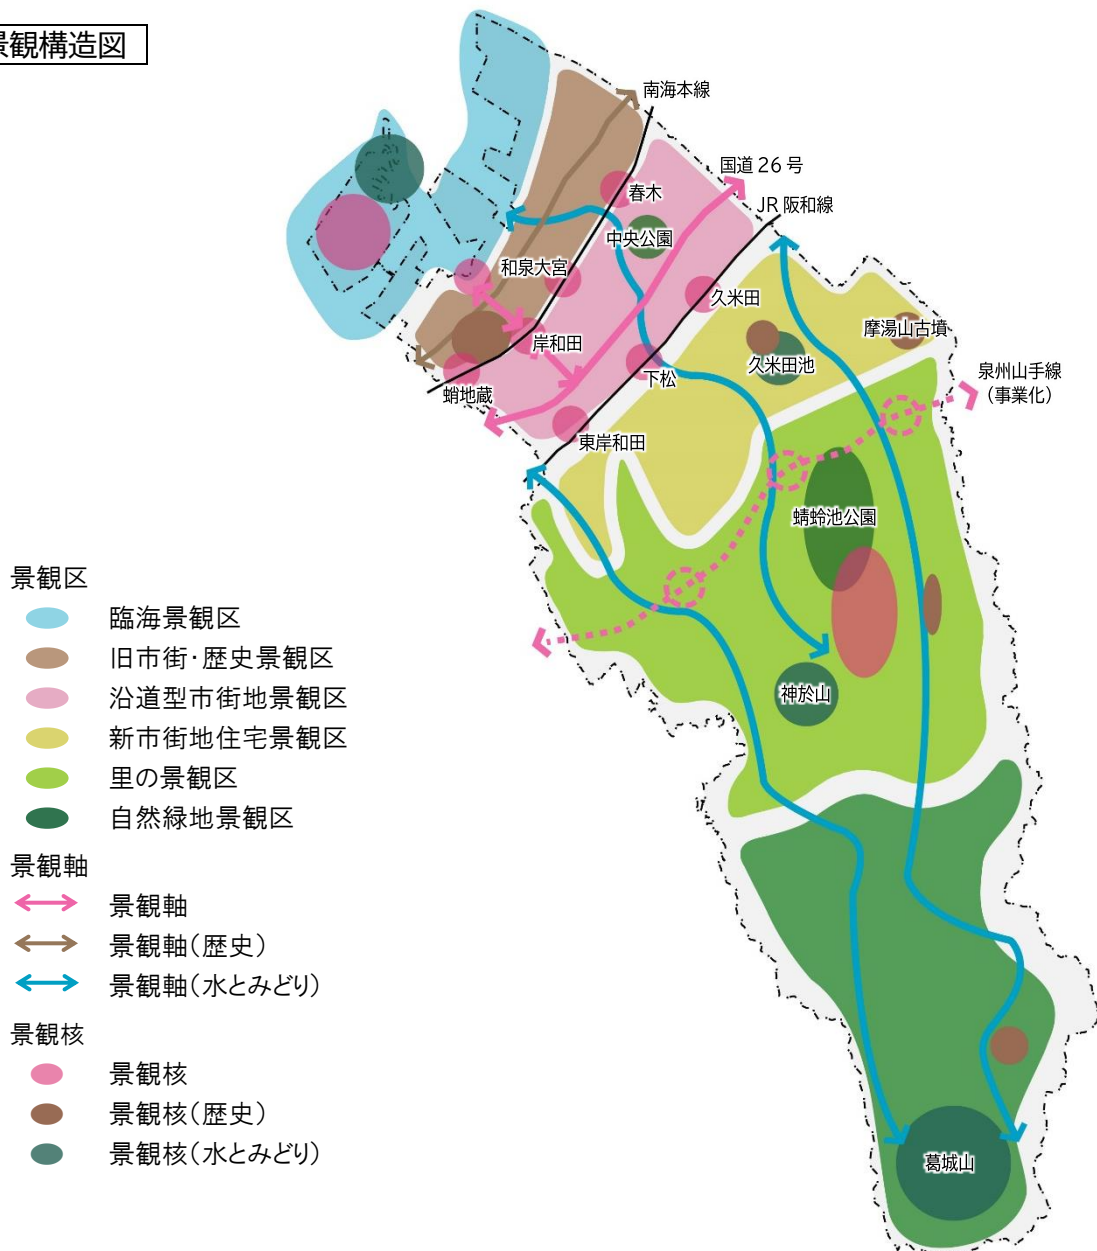 景観構造図
南海本線
国道26号
JR阪和線
春木
中央公園
和泉大宮
久米田
岸和田
蛸地蔵
下松
久米田池
摩湯山古墳
東岸和田
泉州山手線
(事業化)
蜻蛉池公園
神於山
葛城山
景観区
臨海景観区
旧市街・歴史景観区
沿道型市街地景観区
新市街地住宅景観区
里の景観区
自然緑地景観区
景観軸
景観軸
景観軸(歴史)
景観軸(水とみどり)
景観核
景観核
景観核(歴史)
景観核(水とみどり)